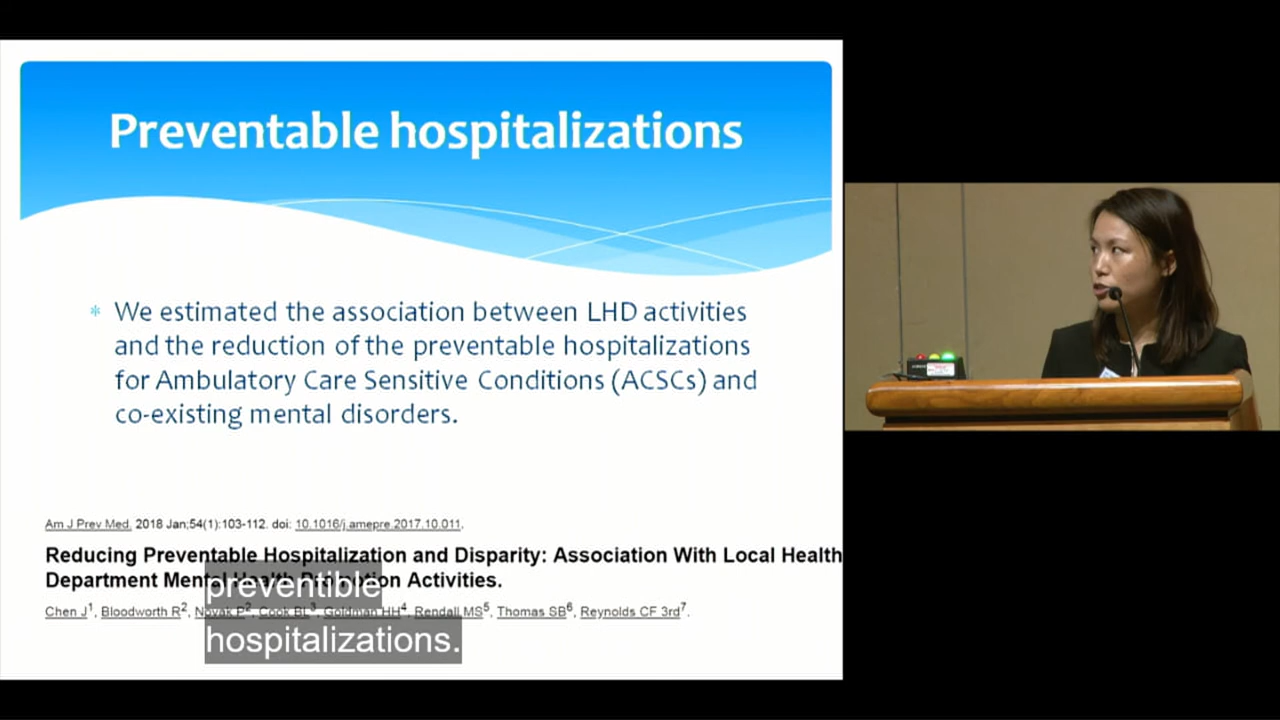 Preventable hospitalizations
* We estimated the association between LHD activities
and the reduction of the preventable hospitalizations
for Ambulatory Care Sensitive Conditions (ACSCs) and
co-existing mental disorders.
Am J Prev Med. 2018 Jan;54(1):103-112. doi: 10.1016/j.amepre.2017.10.011.
Reducing Preventable Hospitalization and Disparity: Association With Local Health
Department Mental Health Promotion Activities.
Chen J1, Bloodworth R2, Novak P2, Cook BL3, Goldman HH4, Rendall MS5, Thomas SB6, Reynolds CF 3rd7.
preventible
hospitalizations.